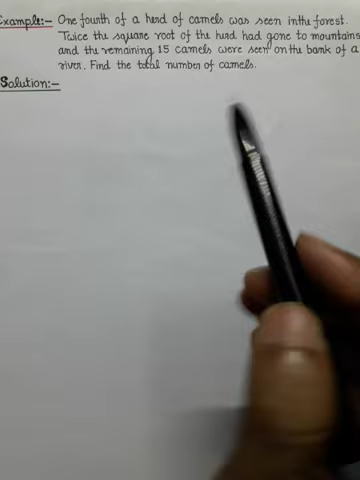 Example:- One fourth of a herd of camels was seen in the forest.
Twice the square root of the herd had gone to mountains
and the remaining 15 camels were seen on the bank of a
river. Find the total number of camels.
Solution:-